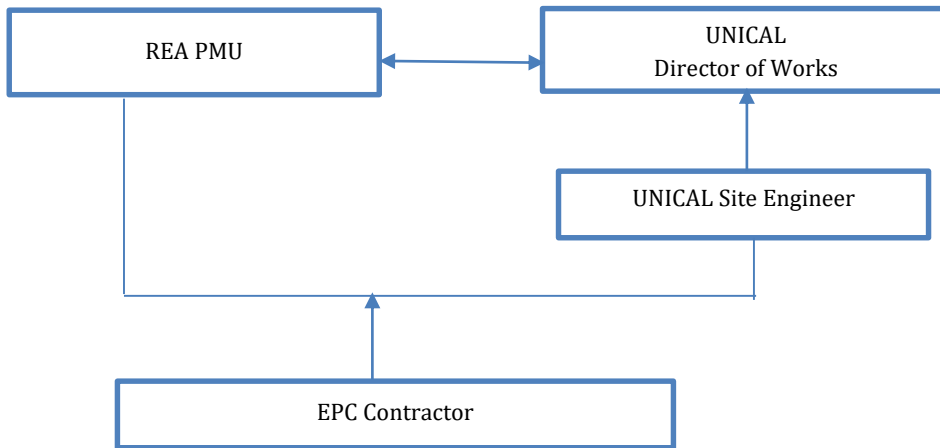 REA PMU
UNICAL
Director of Works
UNICAL Site Engineer
EPC Contractor